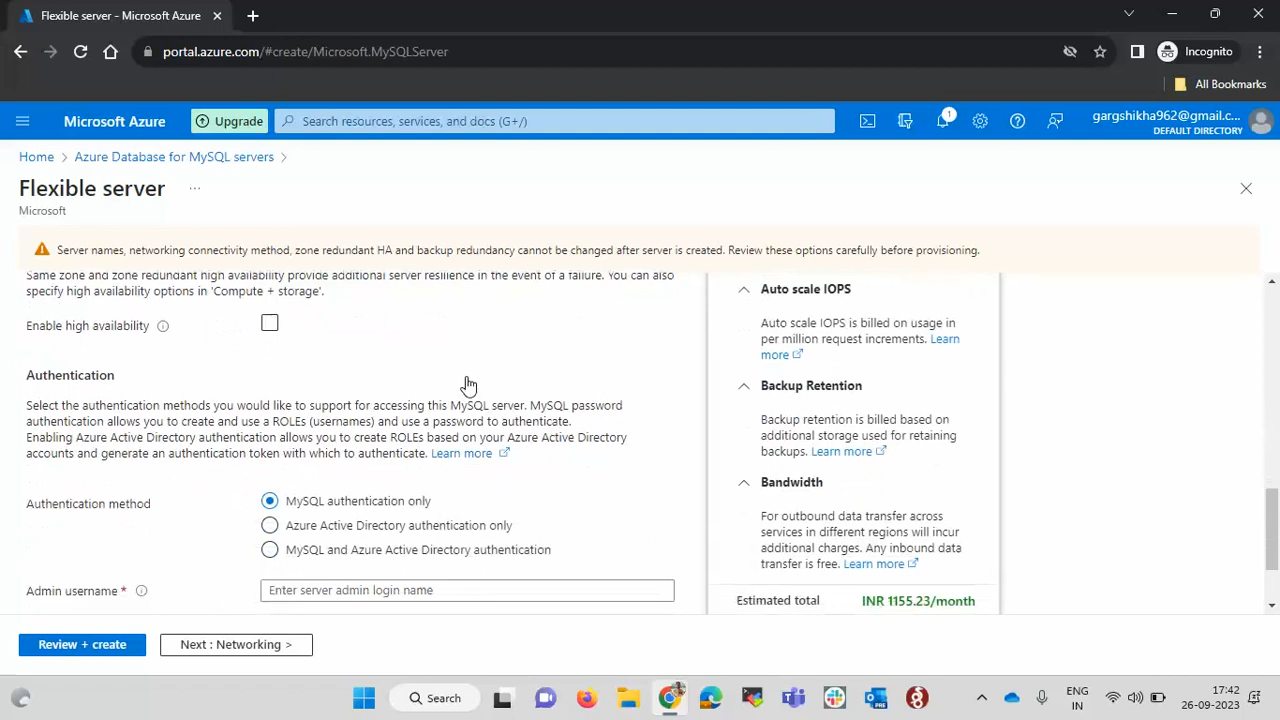 Flexible server - Microsoft Azure
portal.azure.com/#create/Microsoft.MySQLServer
Incognito
All Bookmarks
Microsoft Azure
Upgrade
Search resources, services, and docs (G+/)
1
gargshikha962@gmail.c...
DEFAULT DIRECTORY
Home > Azure Database for MySQL servers >
Flexible server ...
Microsoft
Server names, networking connectivity method, zone redundant HA and backup redundancy cannot be changed after server is created. Review these options carefully before provisioning.
Same zone and zone redundant high availability provide additional server resilience in the event of a failure. You can also
specify high availability options in 'Compute + storage'.
Enable high availability
Authentication
Select the authentication methods you would like to support for accessing this MySQL server. MySQL password
authentication allows you to create and use a ROLEs (usernames) and use a password to authenticate.
Enabling Azure Active Directory authentication allows you to create ROLEs based on your Azure Active Directory
accounts and generate an authentication token with which to authenticate. Learn more
Authentication method
MySQL authentication only
Azure Active Directory authentication only
MySQL and Azure Active Directory authentication
Admin username *
Enter server admin login name
Auto scale IOPS
Auto scale IOPS is billed on usage in
per million request increments. Learn
more
Backup Retention
Backup retention is billed based on
additional storage used for retaining
backups. Learn more
Bandwidth
For outbound data transfer across
services in different regions will incur
additional charges. Any inbound data
transfer is free. Learn more
Estimated total INR 1155.23/month
Review + create
Next : Networking >
Search
ENG
IN
17:42
26-09-2023